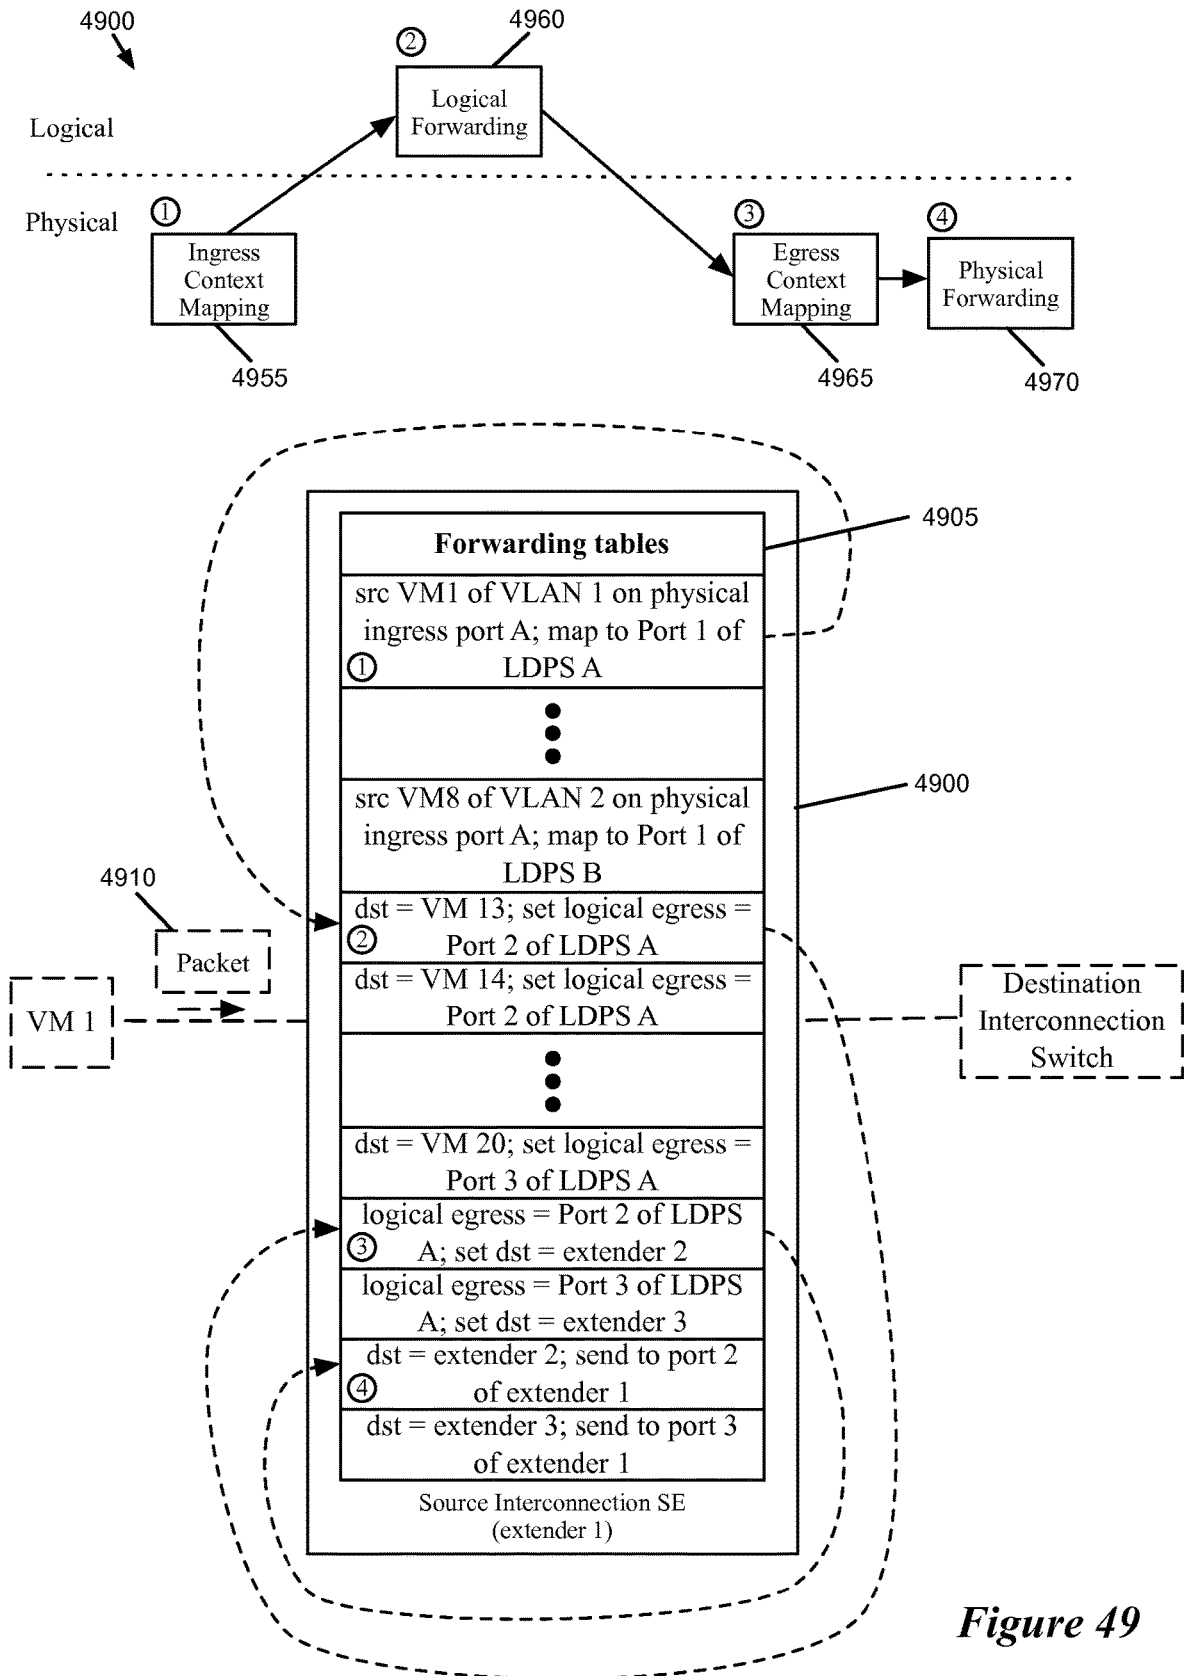 4900
②
4960
Logical
Forwarding
Logical
Physical
①
Ingress
Context
Mapping
4955
③
Egress
Context
Mapping
4965
④
Physical
Forwarding
4970
4905
Forwarding tables
src VM1 of VLAN 1 on physical
ingress port A; map to Port 1 of
① LDPS A
4900
src VM8 of VLAN 2 on physical
ingress port A; map to Port 1 of
LDPS B
4910
Packet
VM 1
dst = VM 13; set logical egress =
② Port 2 of LDPS A
dst = VM 14; set logical egress =
Port 2 of LDPS A
Destination
Interconnection
Switch
dst = VM 20; set logical egress =
Port 3 of LDPS A
logical egress = Port 2 of LDPS
③ A; set dst = extender 2
logical egress = Port 3 of LDPS
A; set dst = extender 3
dst = extender 2; send to port 2
④ of extender 1
dst = extender 3; send to port 3
of extender 1
Source Interconnection SE
(extender 1)
Figure 49